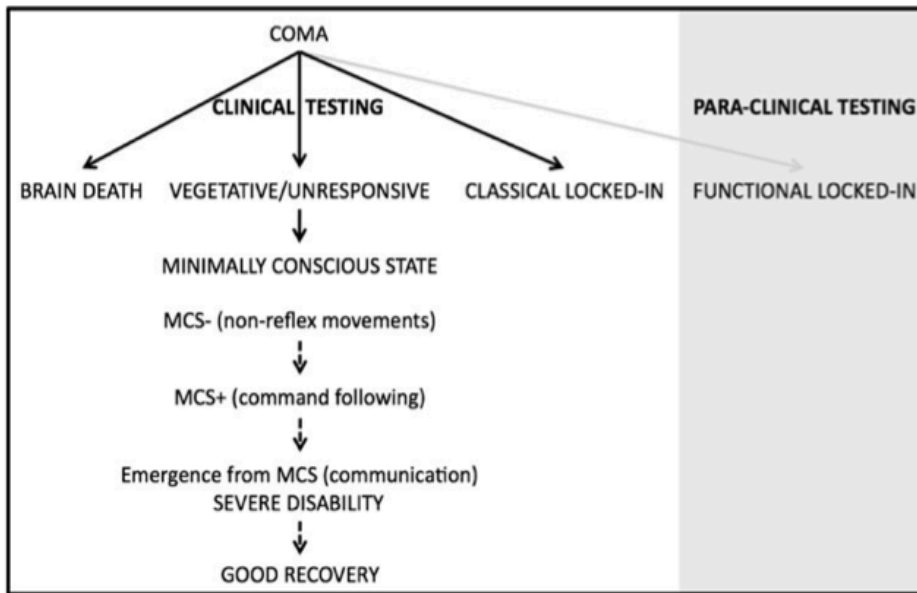 COMA
CLINICAL TESTING
PARA-CLINICAL TESTING
BRAIN DEATH
VEGETATIVE/UNRESPONSIVE
CLASSICAL LOCKED-IN
FUNCTIONAL LOCKED-IN
MINIMALLY CONSCIOUS STATE
MCS- (non-reflex movements)
MCS+ (command following)
Emergence from MCS (communication)
SEVERE DISABILITY
GOOD RECOVERY